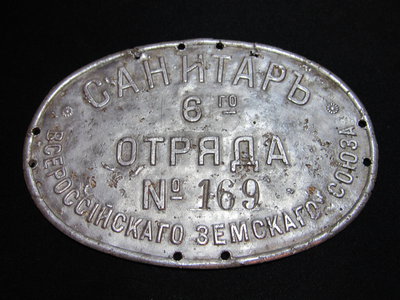 САНИТАРЪ
6 го
ОТРЯДА
№ 169
ВСЕРОССІЙСКАГО ЗЕМСКАГО СОЮЗА